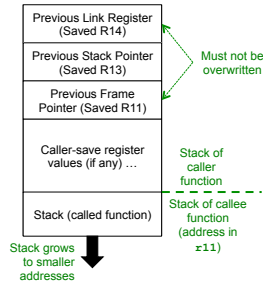 Previous Link Register
(Saved R14)
Previous Stack Pointer
(Saved R13)
Previous Frame
Pointer (Saved R11)
Must not be
overwritten
Caller-save register
values (if any) …
Stack of
caller
function
Stack (called function)
Stack of callee
function
(address in
r11)
Stack grows
to smaller
addresses